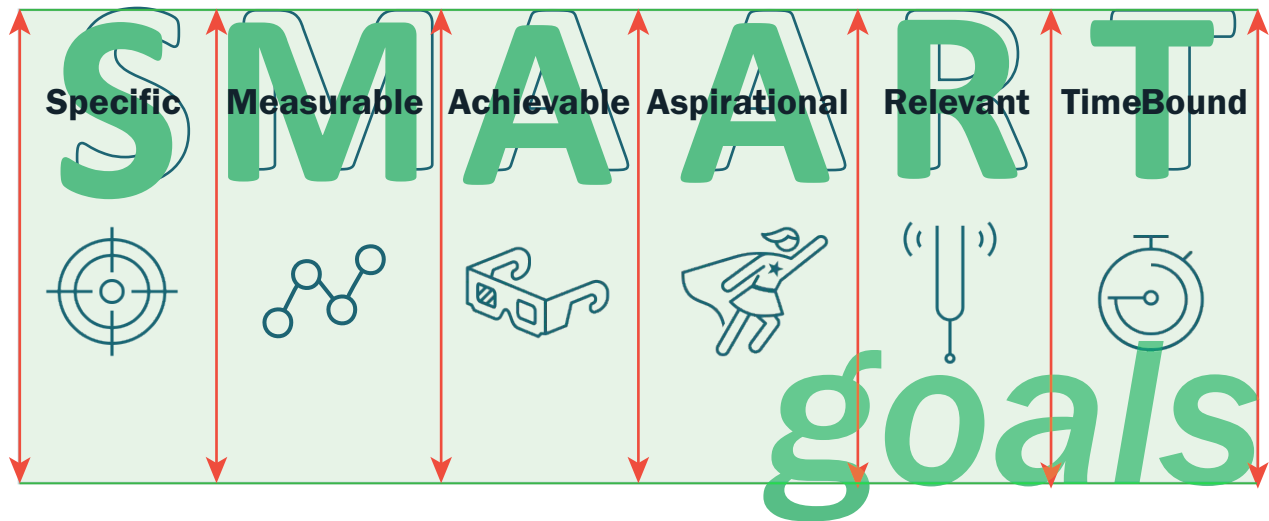 SMAART
Specific Measurable Achievable Aspirational Relevant TimeBound
goals